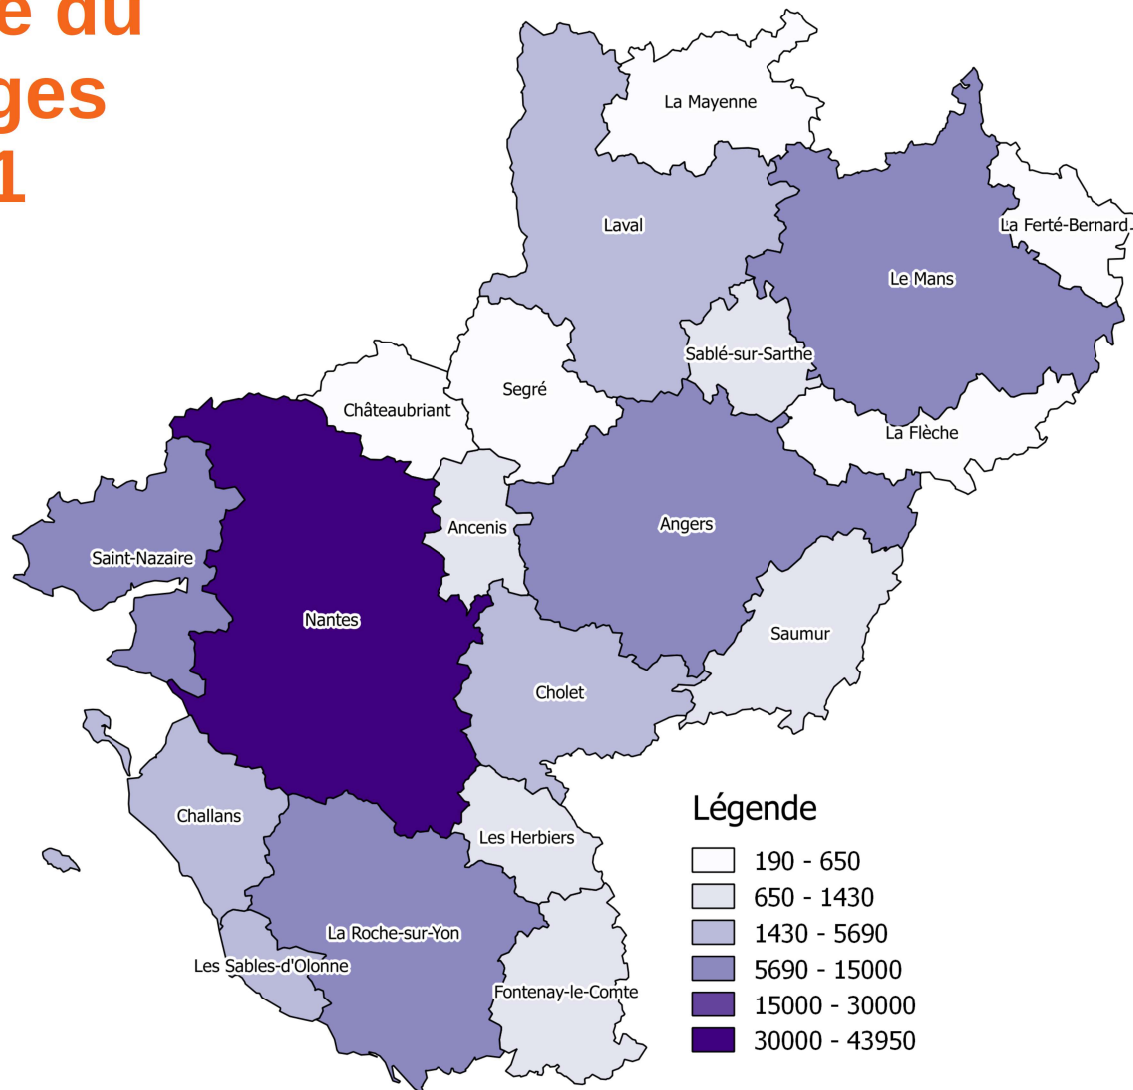 e du
ges
1
La Mayenne
Laval
La Ferté-Bernard
Le Mans
Sablé-sur-Sarthe
Segré
Châteaubriant
La Flèche
Angers
Ancenis
Saint-Nazaire
Nantes
Saumur
Cholet
Challans
Les Herbiers
La Roche-sur-Yon
Les Sables-d'Olonne
Fontenay-le-Comte
Légende
190 - 650
650 - 1430
1430 - 5690
5690 - 15000
15000 - 30000
30000 - 43950